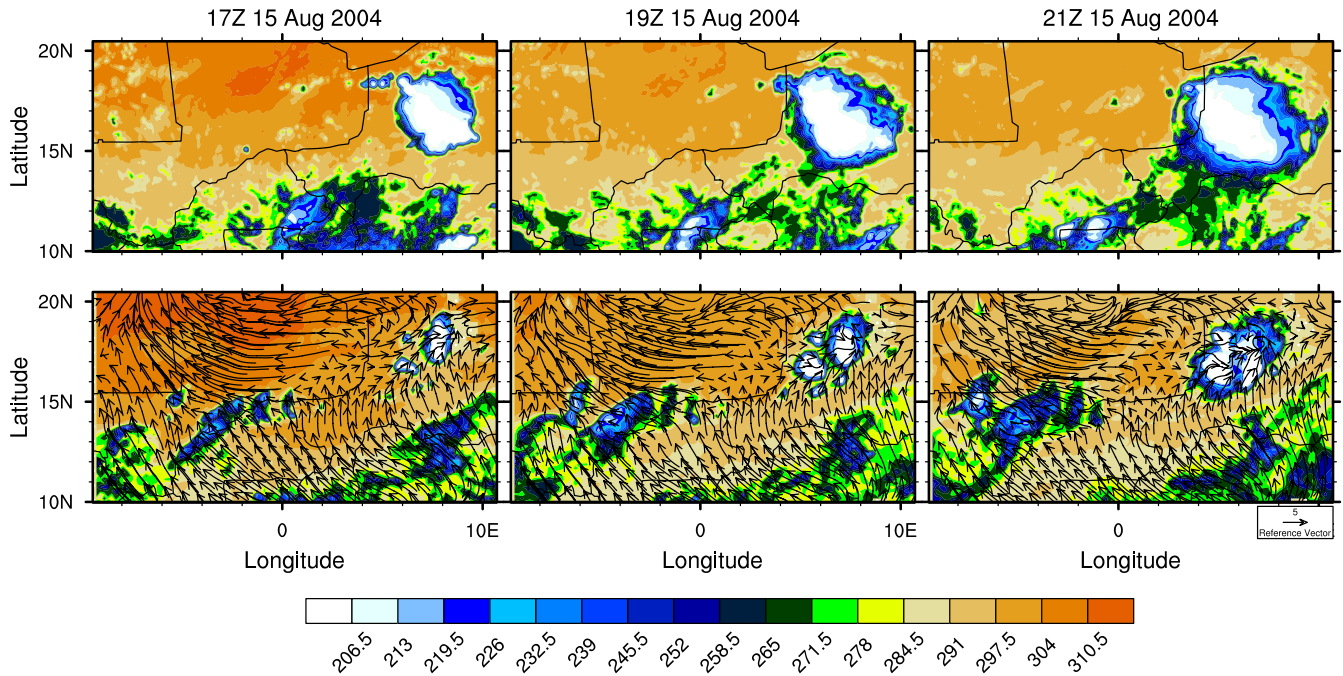 17Z 15 Aug 2004 19Z 15 Aug 2004 21Z 15 Aug 2004
20N
Latitude
15N
10N
20N
Latitude
15N
10N
0 10E 0 10E 0
5
Reference Vector
Longitude Longitude Longitude
206.5 213 219.5 226 232.5 239 245.5 252 258.5 265 271.5 278 284.5 291 297.5 304 310.5